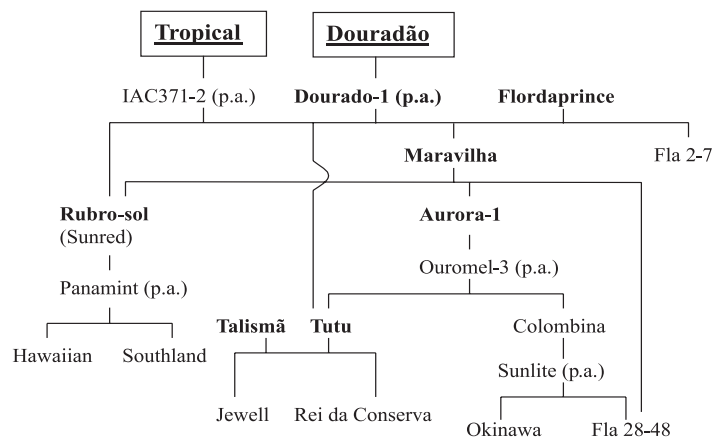 Tropical Douradão
IAC371-2 (p.a.) Dourado-1 (p.a.) Flordaprince
Maravilha Fla 2-7
Rubro-sol Aurora-1
(Sunred)
Ouromel-3 (p.a.)
Panamint (p.a.)
Talismã Tutu Colombina
Hawaiian Southland
Sunlite (p.a.)
Jewell Rei da Conserva Okinawa Fla 28-48